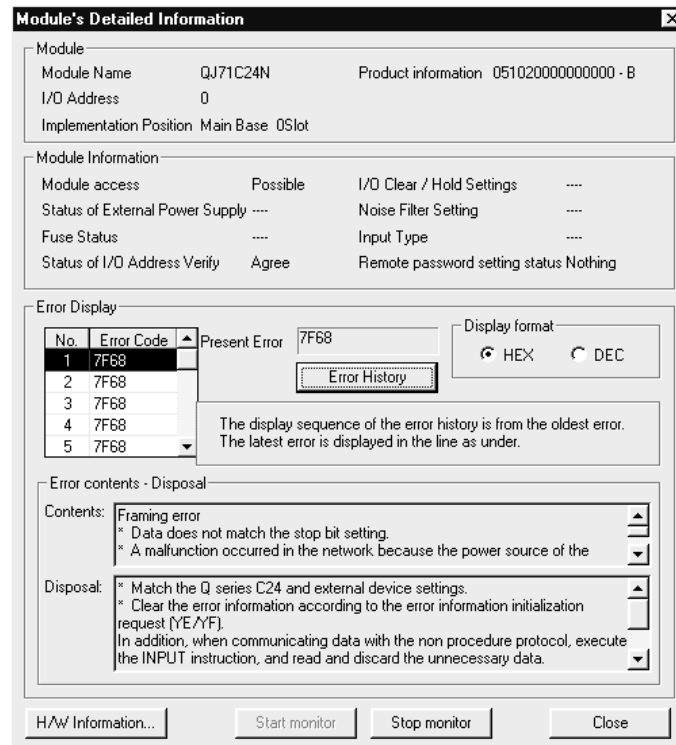 Module's Detailed Information
Module
Module Name QJ71C24N Product information 051020000000000 - B
I/O Address 0
Implementation Position Main Base 0Slot
Module Information
Module access Possible I/O Clear / Hold Settings ----
Status of External Power Supply ---- Noise Filter Setting ----
Fuse Status ---- Input Type ----
Status of I/O Address Verify Agree Remote password setting status Nothing
Error Display
No. Error Code Present Error 7F68 Display format
1 7F68 HEX DEC
2 7F68 Error History
3 7F68
4 7F68 The display sequence of the error history is from the oldest error.
5 7F68 The latest error is displayed in the line as under.
Error contents - Disposal
Contents: Framing error
* Data does not match the stop bit setting.
* A malfunction occurred in the network because the power source of the
Disposal: * Match the Q series C24 and external device settings.
* Clear the error information according to the error information initialization
request (YE/YF).
In addition, when communicating data with the non procedure protocol, execute
the INPUT instruction, and read and discard the unnecessary data.
H/W Information... Start monitor Stop monitor Close